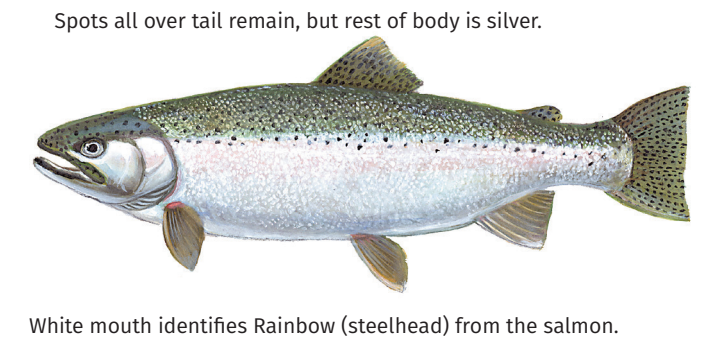 Spots all over tail remain, but rest of body is silver.
White mouth identifies Rainbow (steelhead) from the salmon.